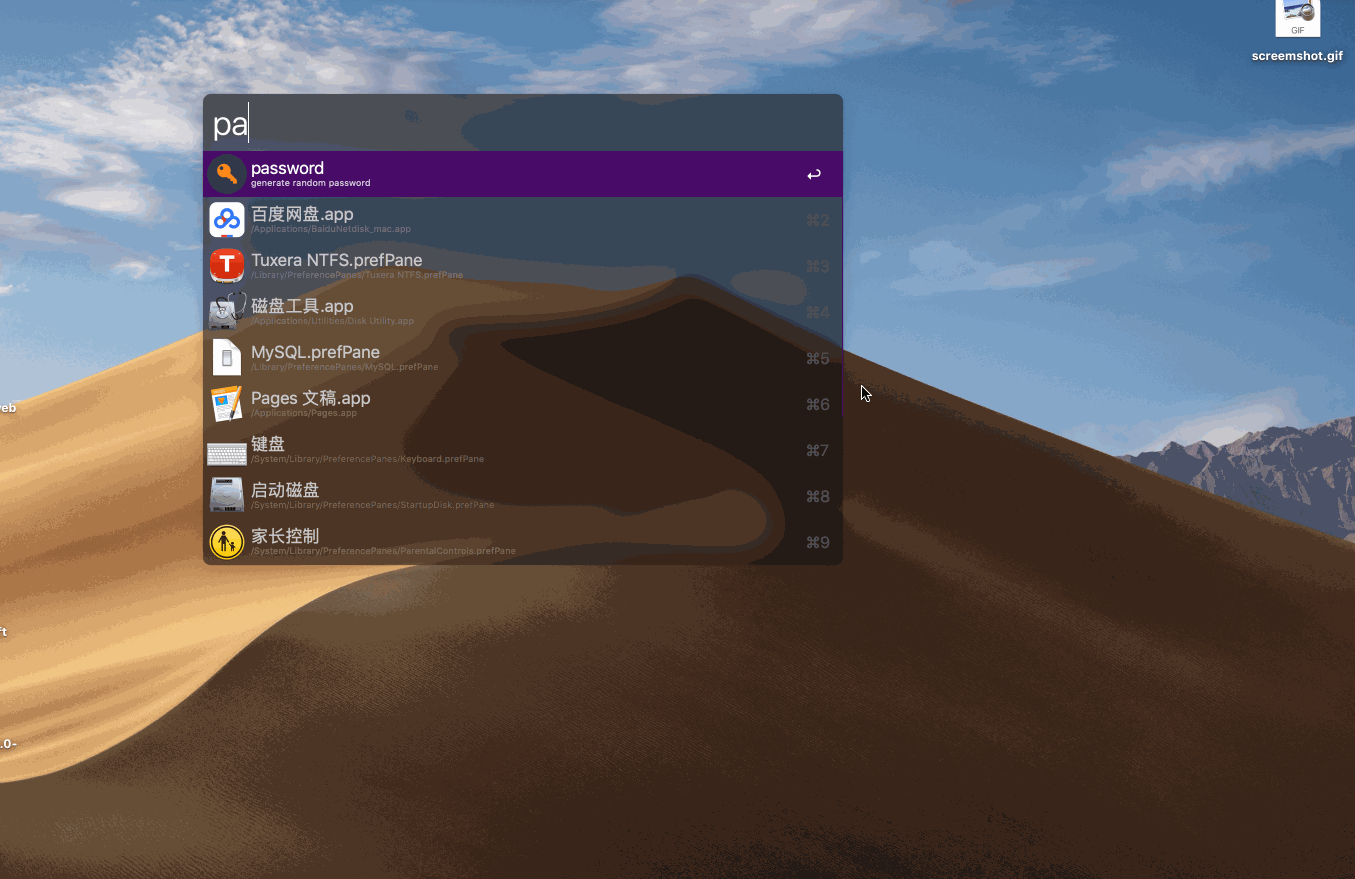 GIF
screemshot.gif
pa
password
generate random password
百度网盘.app
/Applications/BaiduNetdisk_mac.app
⌘2
Tuxera NTFS.prefPane
/Library/PreferencePanes/Tuxera NTFS.prefPane
⌘3
磁盘工具.app
/Applications/Utilities/Disk Utility.app
⌘4
MySQL.prefPane
/Library/PreferencePanes/MySQL.prefPane
⌘5
Pages 文稿.app
/Applications/Pages.app
⌘6
键盘
/System/Library/PreferencePanes/Keyboard.prefPane
⌘7
启动磁盘
/System/Library/PreferencePanes/StartupDisk.prefPane
⌘8
家长控制
/System/Library/PreferencePanes/ParentalControls.prefPane
⌘9
eb
ft
.0-